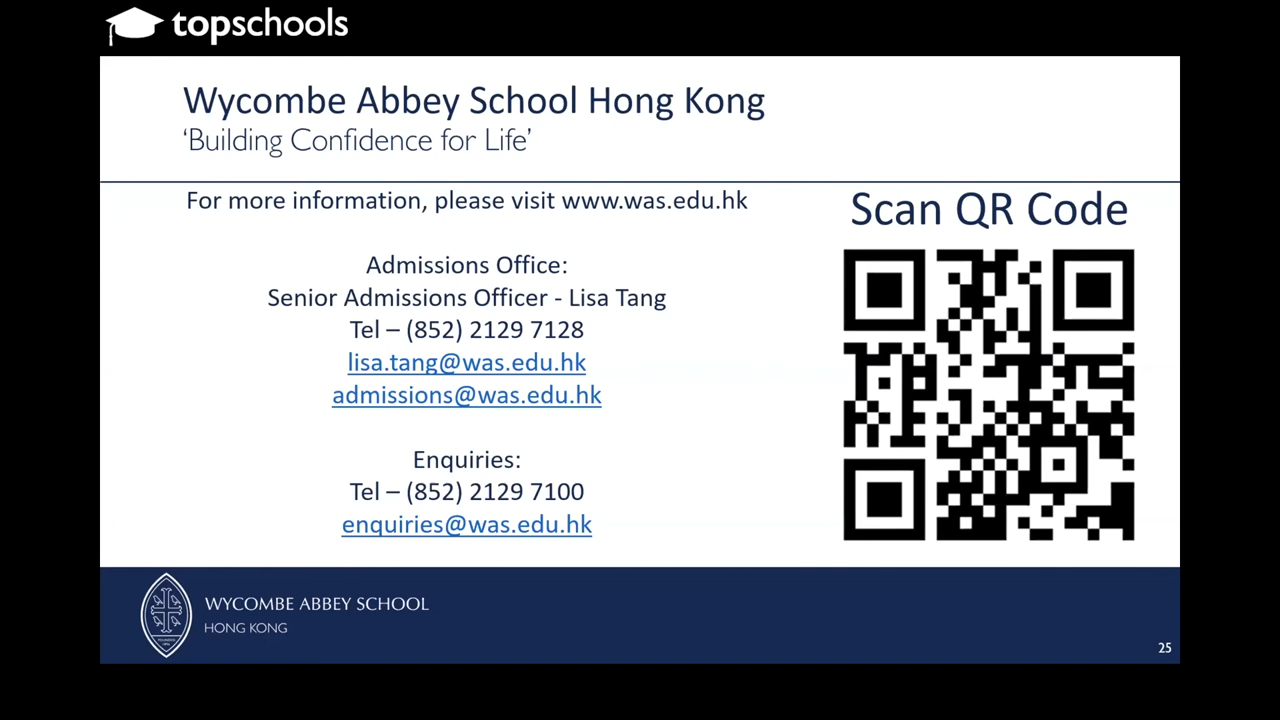 topschools
Wycombe Abbey School Hong Kong
‘Building Confidence for Life’
For more information, please visit www.was.edu.hk
Scan QR Code
Admissions Office:
Senior Admissions Officer - Lisa Tang
Tel – (852) 2129 7128
lisa.tang@was.edu.hk
admissions@was.edu.hk
Enquiries:
Tel – (852) 2129 7100
enquiries@was.edu.hk
WYCOMBE ABBEY SCHOOL
HONG KONG
25